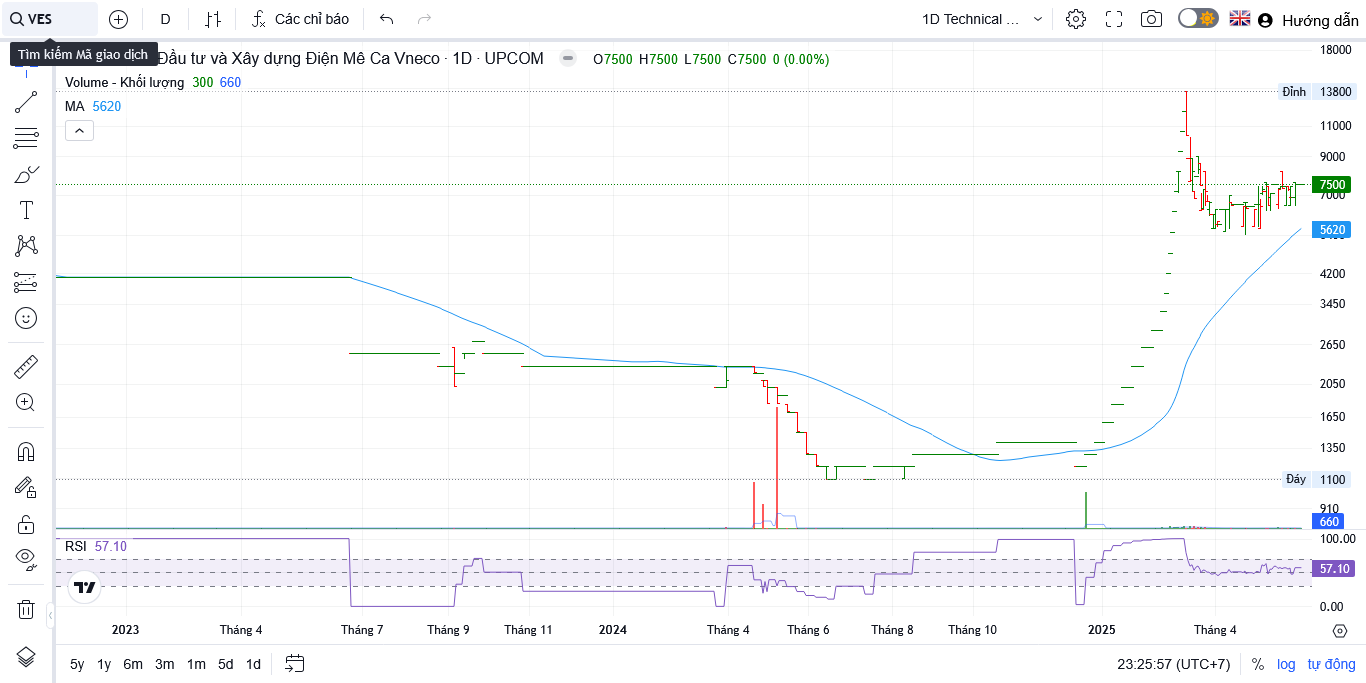 VES D Các chỉ báo 1D Technical ... Hướng dẫn
Tìm kiếm Mã giao dịch
Đầu tư và Xây dựng Điện Mê Ca Vneco · 1D · UPCOM O7500 H7500 L7500 C7500 0 (0.00%)
Volume - Khối lượng 300 660
MA 5620
18000
Đỉnh 13800
11000
9000
7500
7000
5620
4200
3450
2650
2050
1650
1350
Đáy 1100
910
660
RSI 57.10
100.00
57.10
0.00
2023 Tháng 4 Tháng 7 Tháng 9 Tháng 11 2024 Tháng 4 Tháng 6 Tháng 8 Tháng 10 2025 Tháng 4
5y 1y 6m 3m 1m 5d 1d 23:25:57 (UTC+7) % log tự động